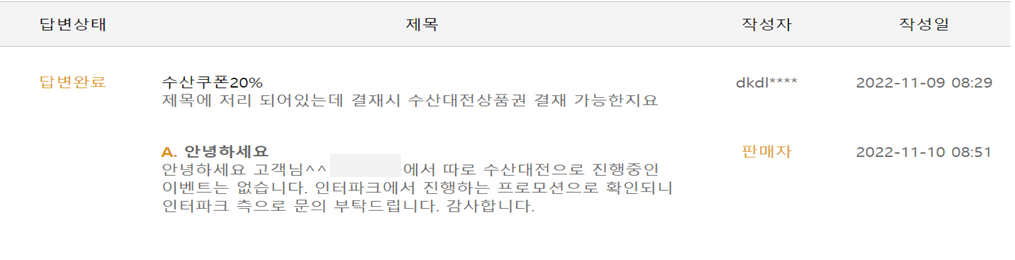 답변상태 제목 작성자 작성일
답변완료 수산쿠폰20% dkdl**** 2022-11-09 08:29
제목에 저리 되어있는데 결재시 수산대전상품권 결재 가능한지요
A. 안녕하세요 판매자 2022-11-10 08:51
안녕하세요 고객님^^ 에서 따로 수산대전으로 진행중인
이벤트는 없습니다. 인터파크에서 진행하는 프로모션으로 확인되니
인터파크 측으로 문의 부탁드립니다. 감사합니다.